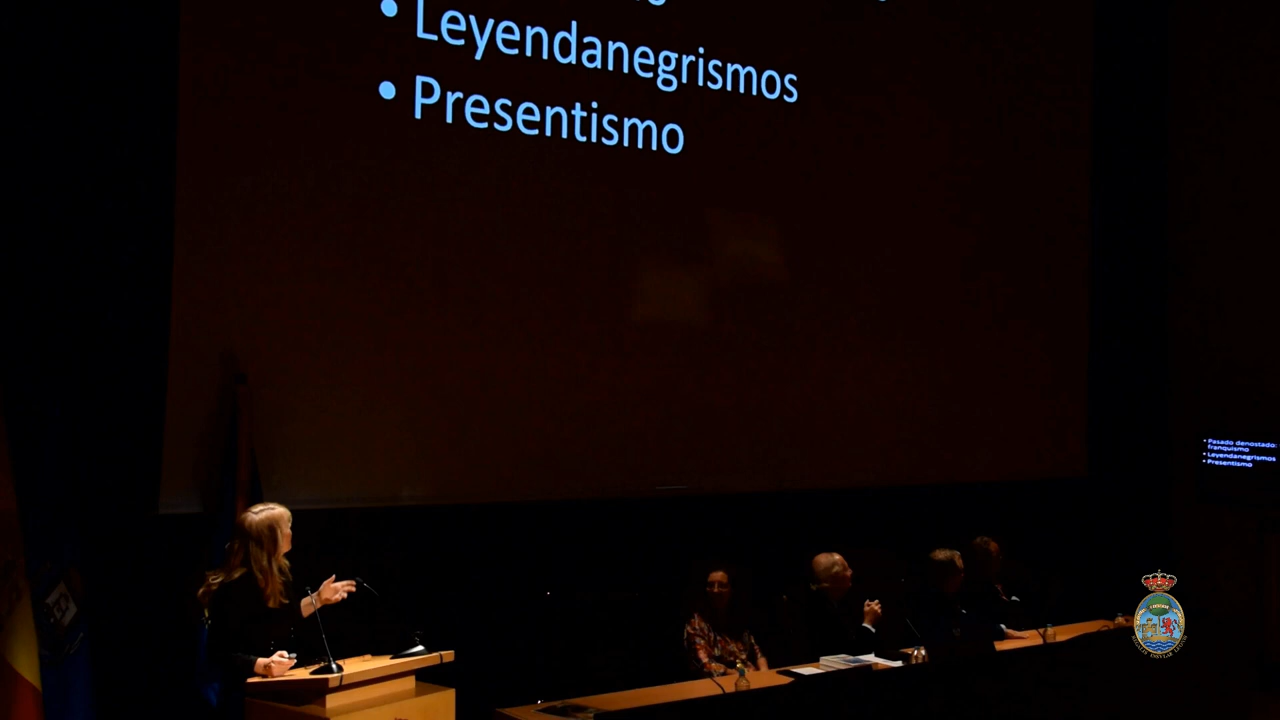 • Leyendanegrismos
• Presentismo
• Pasado denostado:
franquismo
• Leyendanegrismos
• Presentismo